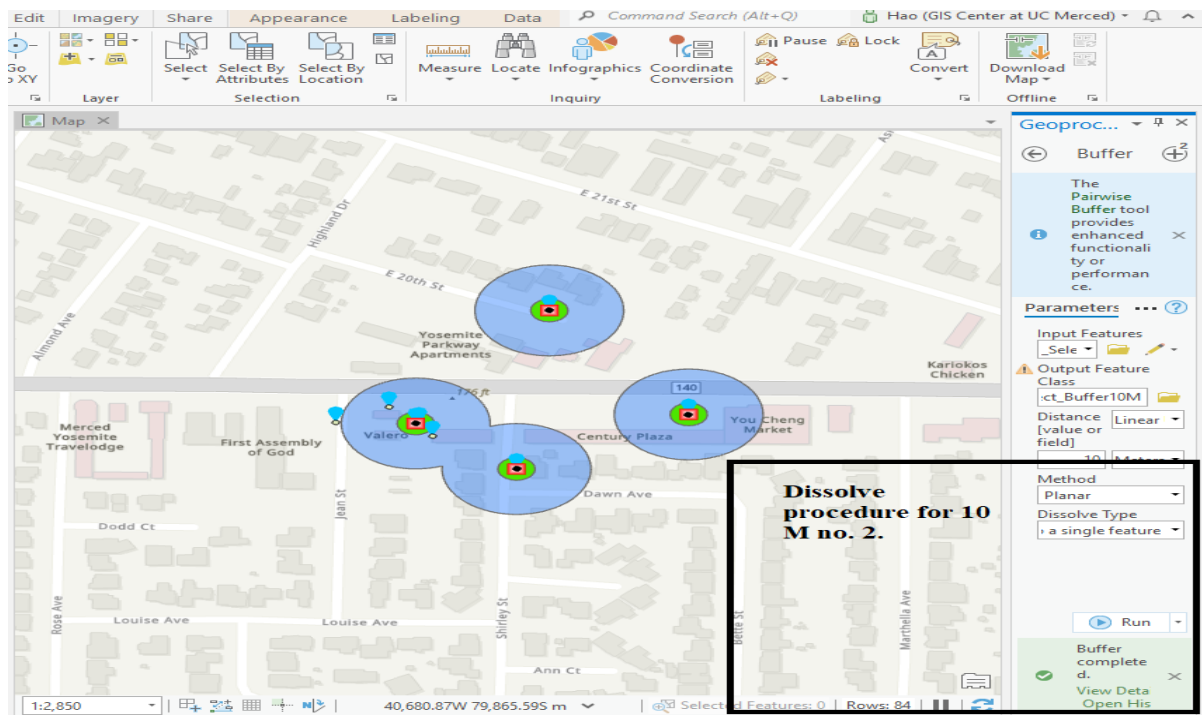 Edit Imagery Share Appearance Labeling Data Command Search (Alt+Q) Hao (GIS Center at UC Merced)
Go
XY
Select
Select By
Attributes
Select By
Location
Measure
Locate
Infographics
Coordinate
Conversion
Pause
Lock
Convert
Download
Map
Layer
Selection
Inquiry
Labeling
Offline
Map
E 21st St
Highland Dr
E 20th St
Almond Ave
Yosemite
Parkway
Apartments
Kariokos
Chicken
140
176 ft
Merced
Yosemite
Travelodge
First Assembly
of God
Valero
Century Plaza
You Cheng
Market
Jean St
Dawn Ave
Dodd Ct
Rose Ave
Louise Ave
Louise Ave
Shirley St
Bette St
Marthella Ave
Ann Ct
Dissolve
procedure for 10
M no. 2.
1:2,850
40,680.87W 79,865.59S m
Selected Features: 0
Rows: 84
Geoproc...
Buffer
2
The
Pairwise
Buffer tool
provides
enhanced
functionali
ty or
performan
ce.
Parameters
Input Features
_Sele
Output Feature
Class
:ct_Buffer10M
Distance
[value or
field]
Linear
10 Meters
Method
Planar
Dissolve Type
a single feature
Run
Buffer
complete
d.
View Deta
Open His